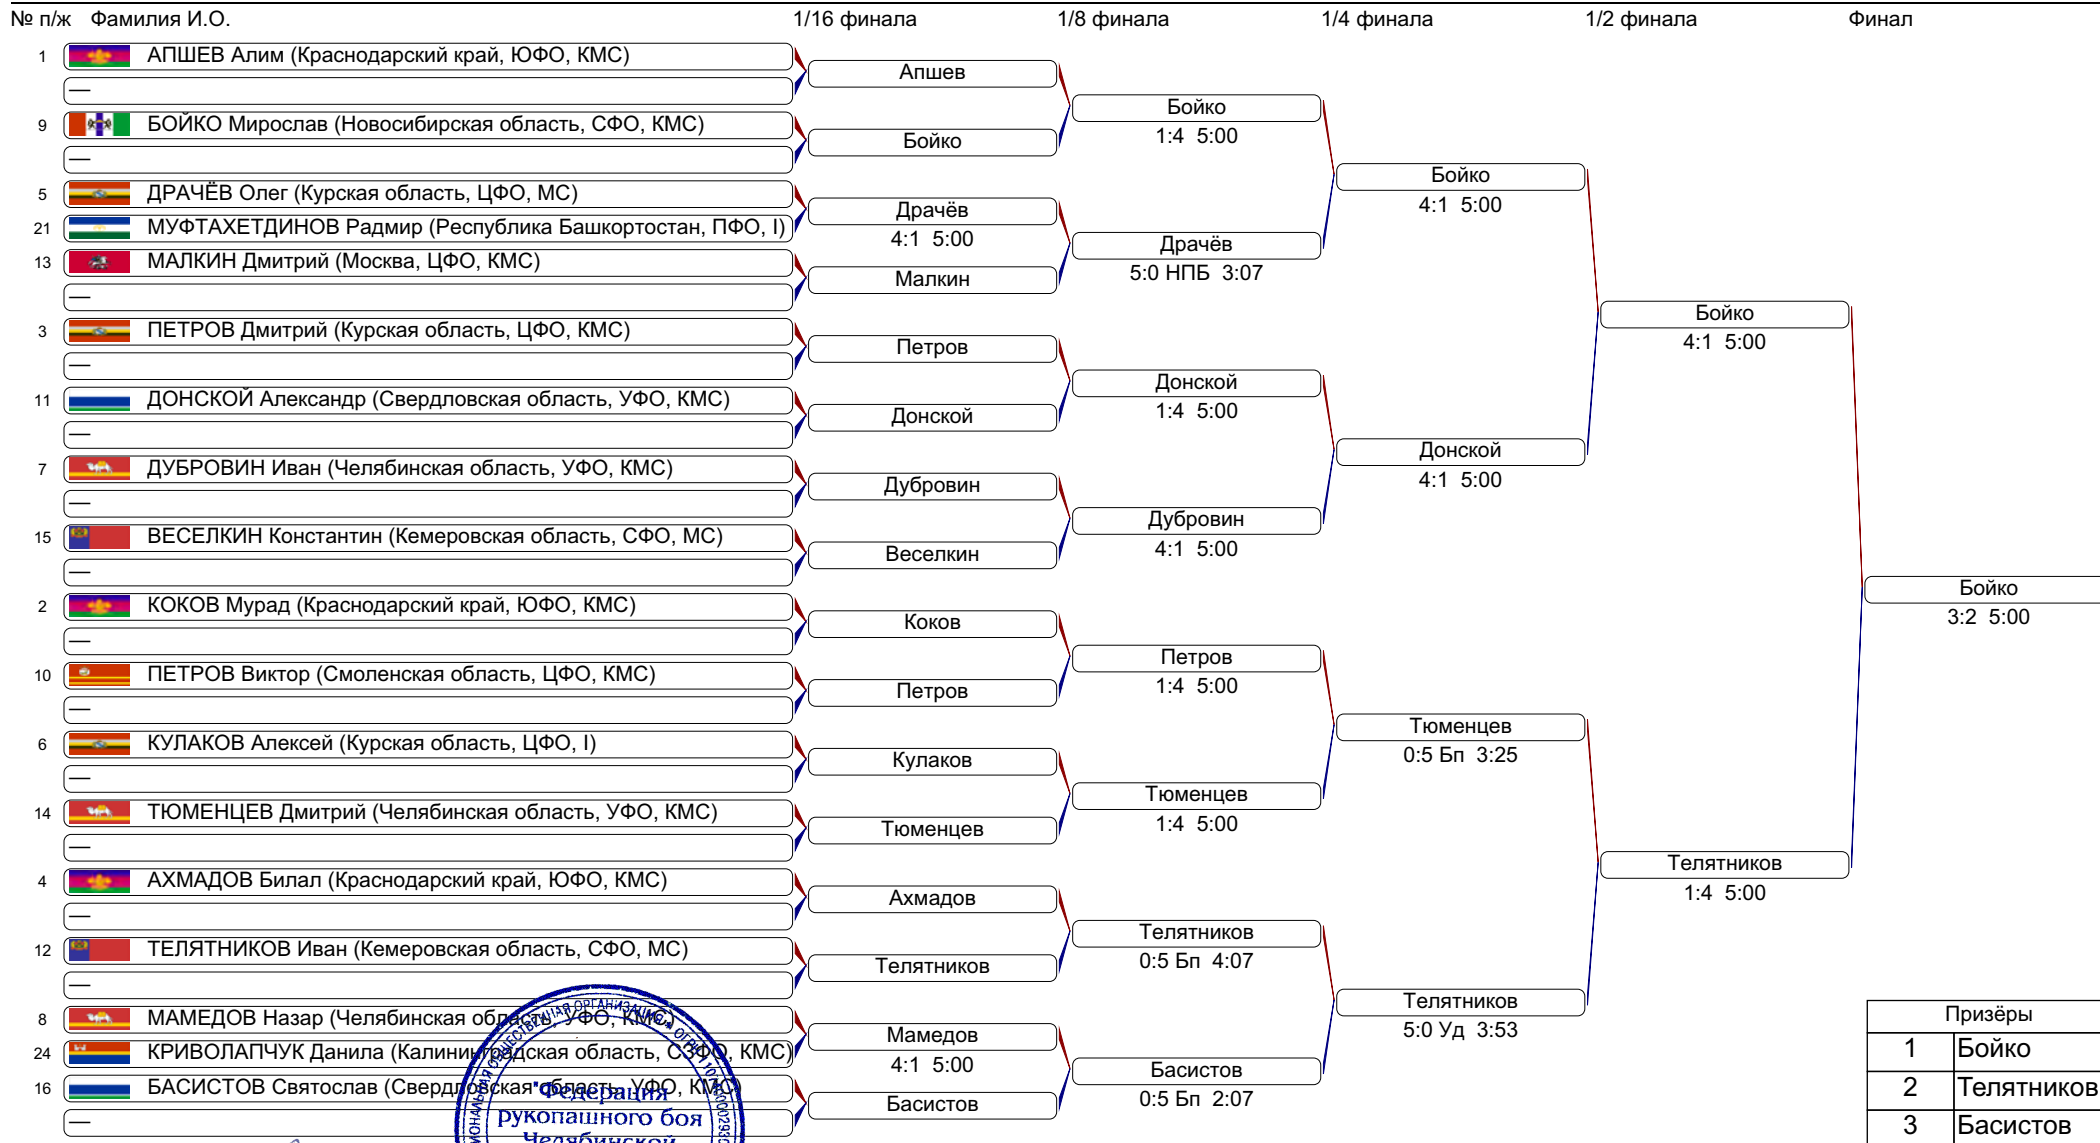 № п/ж Фамилия И.О. 1/16 финала 1/8 финала 1/4 финала 1/2 финала Финал
1 АПШЕВ Алим (Краснодарский край, ЮФО, КМС)
—
Апшев
9 БОЙКО Мирослав (Новосибирская область, СФО, КМС)
—
Бойко
Бойко
1:4 5:00
5 ДРАЧЁВ Олег (Курская область, ЦФО, МС)
21 МУФТАХЕТДИНОВ Радмир (Республика Башкортостан, ПФО, I)
Драчёв
4:1 5:00
13 МАЛКИН Дмитрий (Москва, ЦФО, КМС)
—
Малкин
Драчёв
5:0 НПБ 3:07
Бойко
4:1 5:00
3 ПЕТРОВ Дмитрий (Курская область, ЦФО, КМС)
—
Петров
11 ДОНСКОЙ Александр (Свердловская область, УФО, КМС)
—
Донской
Донской
1:4 5:00
7 ДУБРОВИН Иван (Челябинская область, УФО, КМС)
—
Дубровин
15 ВЕСЕЛКИН Константин (Кемеровская область, СФО, МС)
—
Веселкин
Дубровин
4:1 5:00
Донской
4:1 5:00
Бойко
4:1 5:00
2 КОКОВ Мурад (Краснодарский край, ЮФО, КМС)
—
Коков
10 ПЕТРОВ Виктор (Смоленская область, ЦФО, КМС)
—
Петров
Петров
1:4 5:00
6 КУЛАКОВ Алексей (Курская область, ЦФО, I)
—
Кулаков
14 ТЮМЕНЦЕВ Дмитрий (Челябинская область, УФО, КМС)
—
Тюменцев
Тюменцев
1:4 5:00
Тюменцев
0:5 Бп 3:25
4 АХМАДОВ Билал (Краснодарский край, ЮФО, КМС)
—
Ахмадов
12 ТЕЛЯТНИКОВ Иван (Кемеровская область, СФО, МС)
—
Телятников
Телятников
0:5 Бп 4:07
8 МАМЕДОВ Назар (Челябинская область, УФО, КМС)
24 КРИВОЛАПЧУК Данила (Калининградская область, СЗФО, КМС)
Мамедов
4:1 5:00
16 БАСИСТОВ Святослав (Свердловская область, УФО, КМС)
—
Басистов
Басистов
0:5 Бп 2:07
Телятников
5:0 Уд 3:53
Телятников
1:4 5:00
Бойко
3:2 5:00
Призёры
1 Бойко
2 Телятников
3 Басистов
"Федерация
рукопашного боя
Челябинской